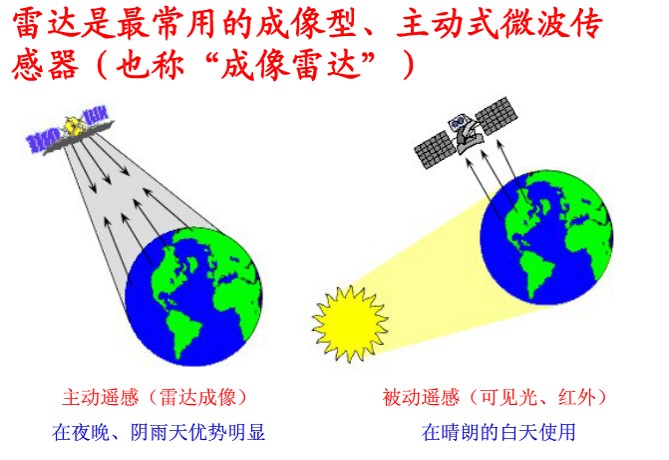 雷达是最常用的成像型、主动式微波传
感器（也称“成像雷达”）
主动遥感（雷达成像）
被动遥感（可见光、红外）
在夜晚、阴雨天优势明显
在晴朗的白天使用